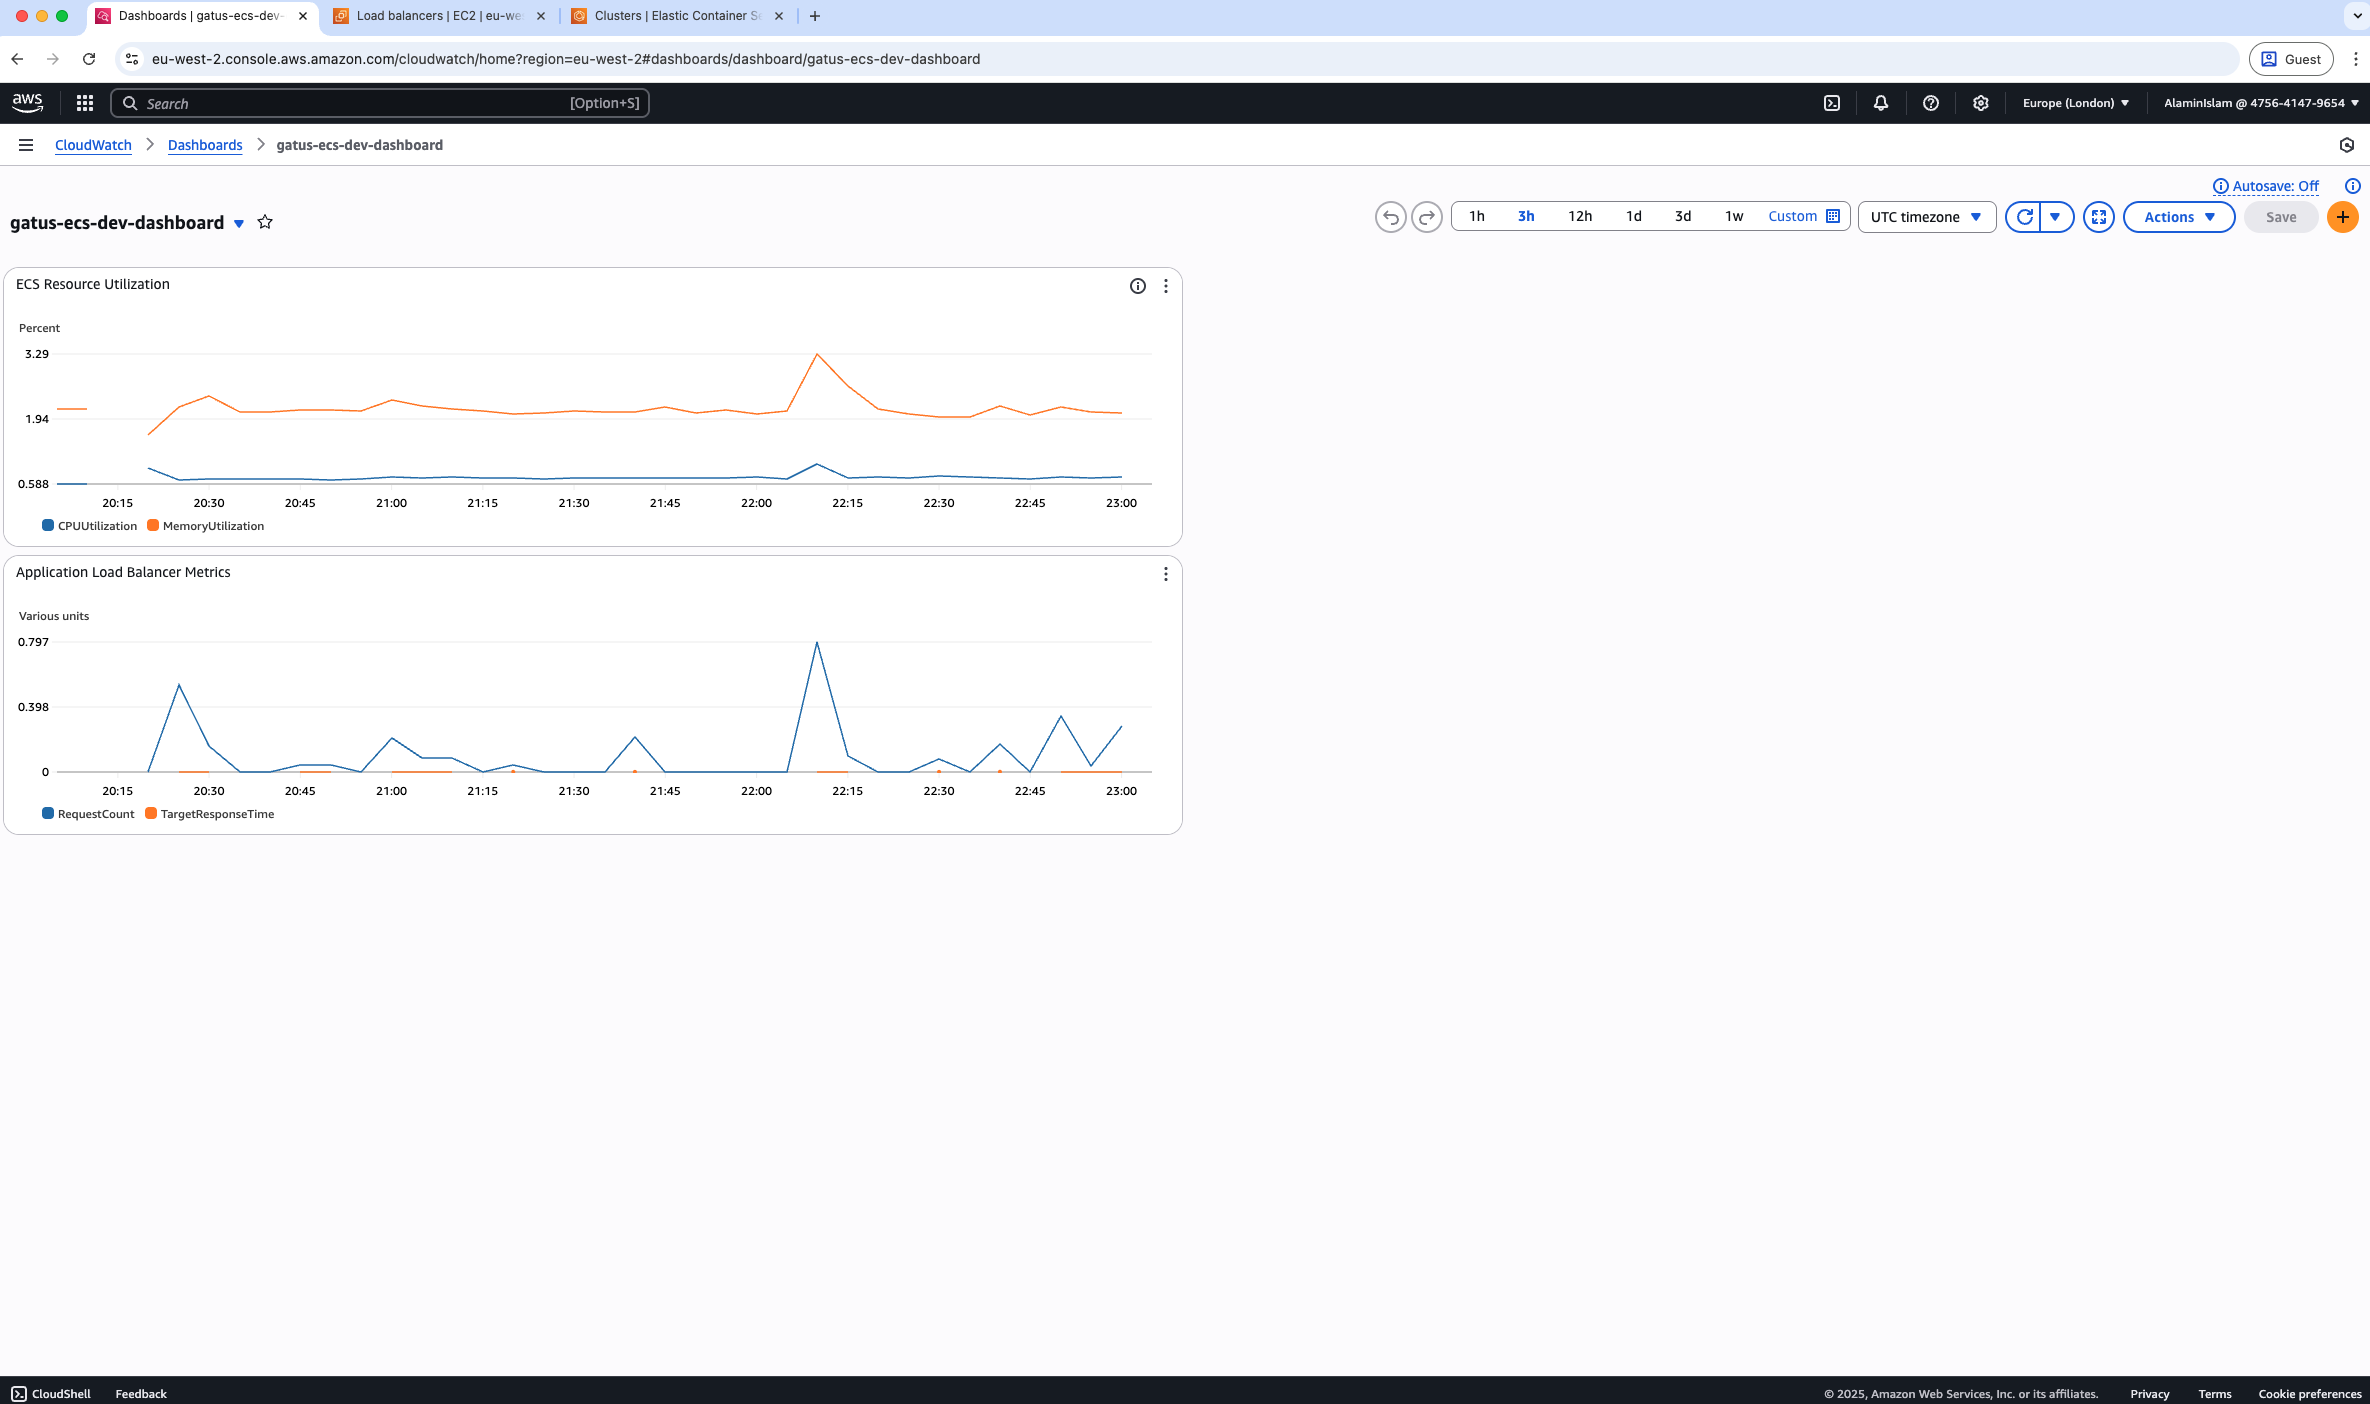 Dashboards | gatus-ecs-dev-
Load balancers | EC2 | eu-we
Clusters | Elastic Container Se
eu-west-2.console.aws.amazon.com/cloudwatch/home?region=eu-west-2#dashboards/dashboard/gatus-ecs-dev-dashboard
Guest
aws
Search
[Option+S]
Europe (London)
AlaminIslam @ 4756-4147-9654
CloudWatch
Dashboards
gatus-ecs-dev-dashboard
Autosave: Off
gatus-ecs-dev-dashboard
1h 3h 12h 1d 3d 1w Custom
UTC timezone
Actions
Save
ECS Resource Utilization
Percent
3.29
1.94
0.588
20:15 20:30 20:45 21:00 21:15 21:30 21:45 22:00 22:15 22:30 22:45 23:00
CPUUtilization MemoryUtilization
Application Load Balancer Metrics
Various units
0.797
0.398
0
20:15 20:30 20:45 21:00 21:15 21:30 21:45 22:00 22:15 22:30 22:45 23:00
RequestCount TargetResponseTime
CloudShell Feedback
© 2025, Amazon Web Services, Inc. or its affiliates. Privacy Terms Cookie preferences